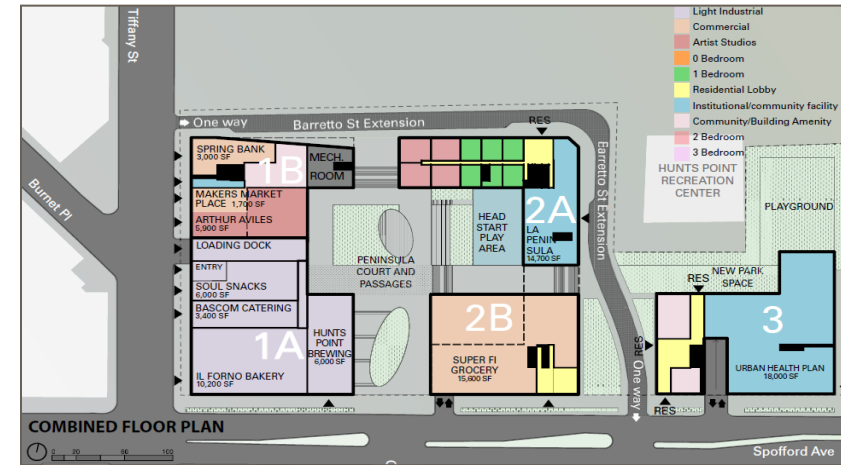 Tiffany St
Burnet Pl
One way
Barretto St Extension
RES
Light Industrial
Commercial
Artist Studios
0 Bedroom
1 Bedroom
Residential Lobby
Institutional/community facility
Community/Building Amenity
2 Bedroom
3 Bedroom
SPRING BANK
3,000 SF
1B
MECH.
ROOM
MAKERS MARKET
PLACE 1,700 SF
ARTHUR AVILES
5,900 SF
LOADING DOCK
ENTRY
SOUL SNACKS
6,000 SF
BASCOM CATERING
3,400 SF
1A
IL FORNO BAKERY
10,200 SF
HUNTS
POINT
BREWING
6,000 SF
PENINSULA
COURT AND
PASSAGES
HEAD
START
PLAY
AREA
2A
LA
PENIN
SULA
14,700 SF
Barretto St Extension
2B
SUPER FI
GROCERY
15,600 SF
HUNTS POINT
RECREATION
CENTER
PLAYGROUND
NEW PARK
SPACE
RES
RES
One way
3
URBAN HEALTH PLAN
18,000 SF
RES
COMBINED FLOOR PLAN
0 20 60 100
Spofford Ave